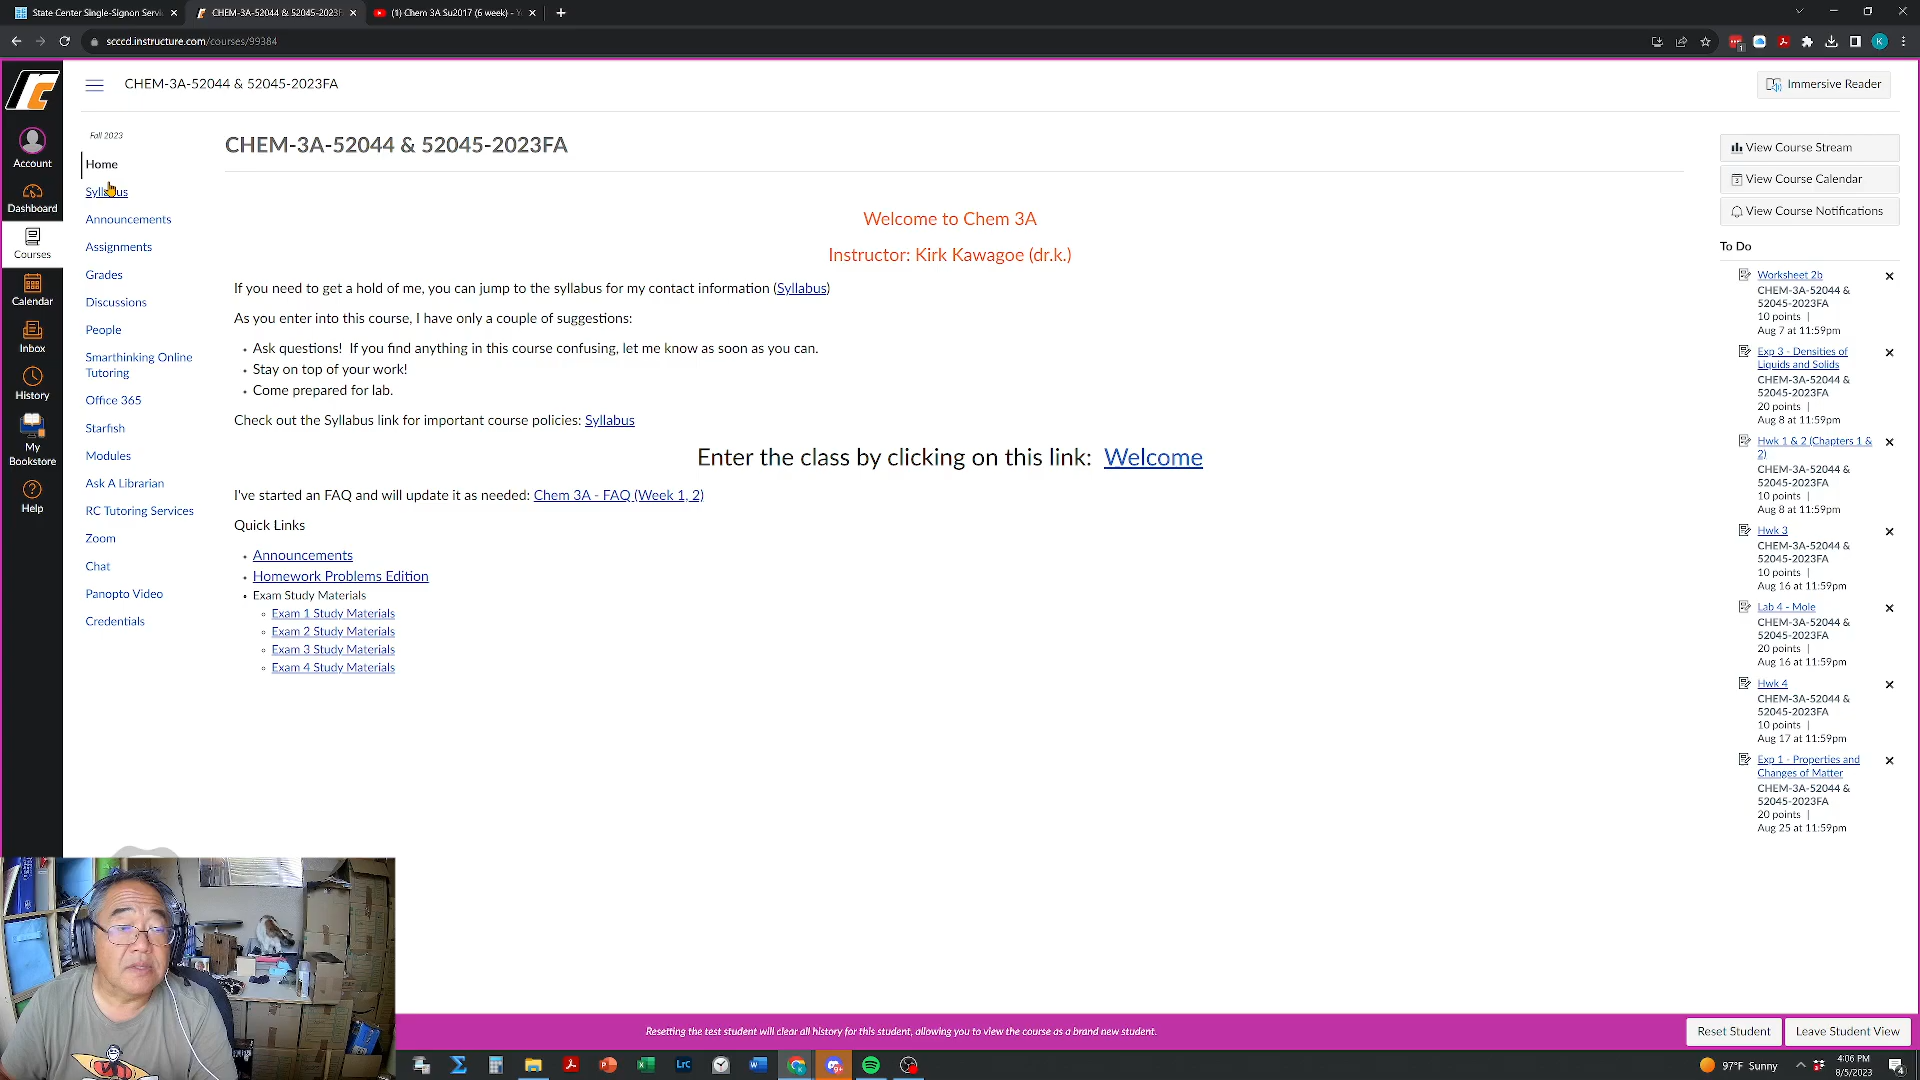 State Center Single-Signon Servi
CHEM-3A-52044 & 52045-2023F
(1) Chem 3A Su2017 (6 week) - Y
scccd.instructure.com/courses/99384
CHEM-3A-52044 & 52045-2023FA
Immersive Reader
Account
Dashboard
Courses
Calendar
Inbox
History
My
Bookstore
Help
Fall 2023
Home
Syllabus
Announcements
Assignments
Grades
Discussions
People
Smarthinking Online
Tutoring
Office 365
Starfish
Modules
Ask A Librarian
RC Tutoring Services
Zoom
Chat
Panopto Video
Credentials
CHEM-3A-52044 & 52045-2023FA
Welcome to Chem 3A
Instructor: Kirk Kawagoe (dr.k.)
If you need to get a hold of me, you can jump to the syllabus for my contact information (Syllabus)
As you enter into this course, I have only a couple of suggestions:
• Ask questions! If you find anything in this course confusing, let me know as soon as you can.
• Stay on top of your work!
• Come prepared for lab.
Check out the Syllabus link for important course policies: Syllabus
Enter the class by clicking on this link: Welcome
I've started an FAQ and will update it as needed: Chem 3A - FAQ (Week 1, 2)
Quick Links
• Announcements
• Homework Problems Edition
• Exam Study Materials
◦ Exam 1 Study Materials
◦ Exam 2 Study Materials
◦ Exam 3 Study Materials
◦ Exam 4 Study Materials
View Course Stream
View Course Calendar
View Course Notifications
To Do
Worksheet 2b
CHEM-3A-52044 &
52045-2023FA
10 points |
Aug 7 at 11:59pm
Exp 3 - Densities of
Liquids and Solids
CHEM-3A-52044 &
52045-2023FA
20 points |
Aug 8 at 11:59pm
Hwk 1 & 2 (Chapters 1 &
2)
CHEM-3A-52044 &
52045-2023FA
10 points |
Aug 8 at 11:59pm
Hwk 3
CHEM-3A-52044 &
52045-2023FA
10 points |
Aug 16 at 11:59pm
Lab 4 - Mole
CHEM-3A-52044 &
52045-2023FA
20 points |
Aug 16 at 11:59pm
Hwk 4
CHEM-3A-52044 &
52045-2023FA
10 points |
Aug 17 at 11:59pm
Exp 1 - Properties and
Changes of Matter
CHEM-3A-52044 &
52045-2023FA
20 points |
Aug 25 at 11:59pm
Resetting the test student will clear all history for this student, allowing you to view the course as a brand new student.
Reset Student
Leave Student View
97°F Sunny
4:06 PM
8/5/2023